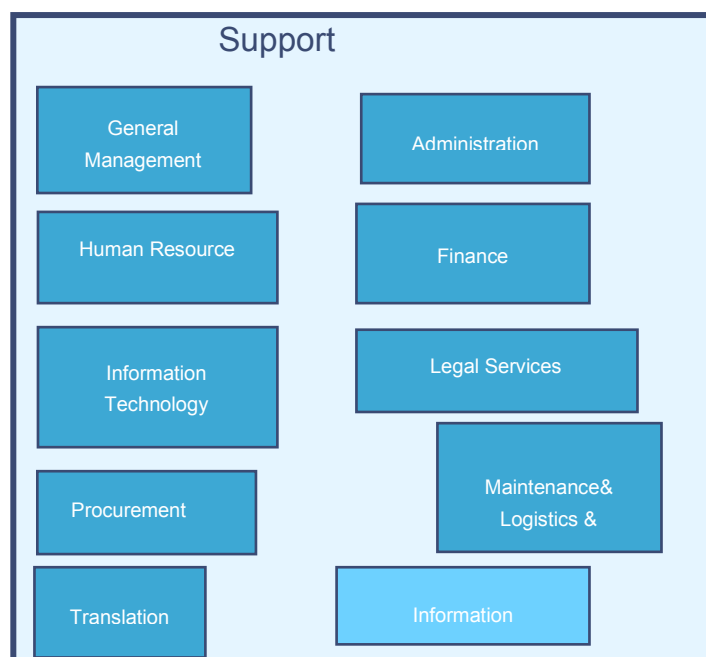 Support
General
Management
Administration
Human Resource
Finance
Information
Technology
Legal Services
Procurement
Maintenance&
Logistics &
Translation
Information